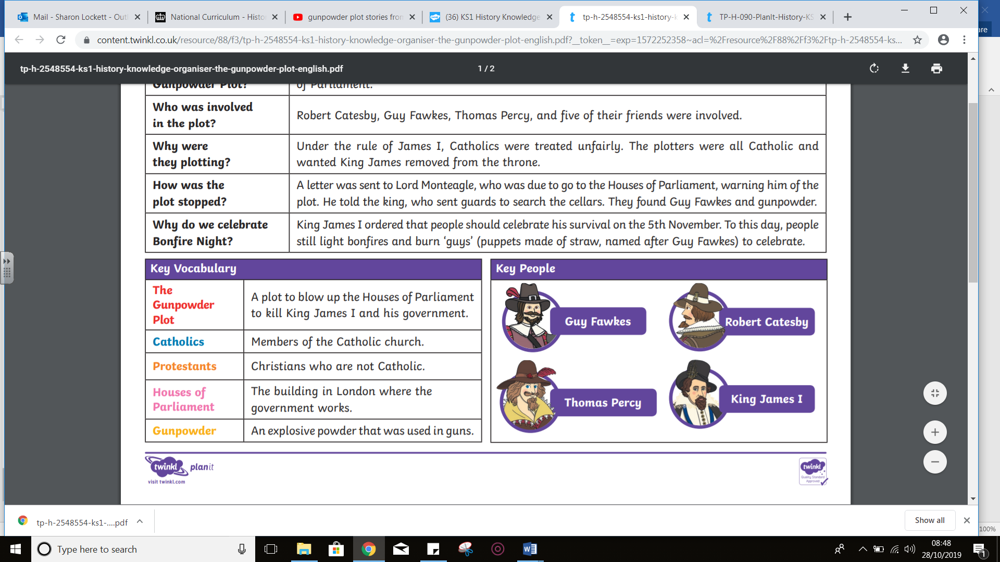 Mail - Sharon Lockett - Outl
National Curriculum - Histo
gunpowder plot stories from
(36) KS1 History Knowledge
tp-h-2548554-ks1-history-k
TP-H-090-PlanIt-History-KS
are
content.twinkl.co.uk/resource/88/f3/tp-h-2548554-ks1-history-knowledge-organiser-the-gunpowder-plot-english.pdf?__token__=exp=1572252358~acl=%2Fresource%2F88%2Ff3%2Ftp-h-2548554-ks...
tp-h-2548554-ks1-history-knowledge-organiser-the-gunpowder-plot-english.pdf
1 / 2
Gunpowder Plot?
of Parliament.
Who was involved
in the plot?
Robert Catesby, Guy Fawkes, Thomas Percy, and five of their friends were involved.
Why were
they plotting?
Under the rule of James I, Catholics were treated unfairly. The plotters were all Catholic and
wanted King James removed from the throne.
How was the
plot stopped?
A letter was sent to Lord Monteagle, who was due to go to the Houses of Parliament, warning him of the
plot. He told the king, who sent guards to search the cellars. They found Guy Fawkes and gunpowder.
Why do we celebrate
Bonfire Night?
King James I ordered that people should celebrate his survival on the 5th November. To this day, people
still light bonfires and burn ‘guys’ (puppets made of straw, named after Guy Fawkes) to celebrate.
Key Vocabulary
The
Gunpowder
Plot
A plot to blow up the Houses of Parliament
to kill King James I and his government.
Catholics
Members of the Catholic church.
Protestants
Christians who are not Catholic.
Houses of
Parliament
The building in London where the
government works.
Gunpowder
An explosive powder that was used in guns.
Key People
Guy Fawkes
Robert Catesby
Thomas Percy
King James I
twinkl planit
visit twinkl.com
twinkl
Quality Standard
Approved
tp-h-2548554-ks1-....pdf
Show all
100%
Type here to search
08:48
28/10/2019
1